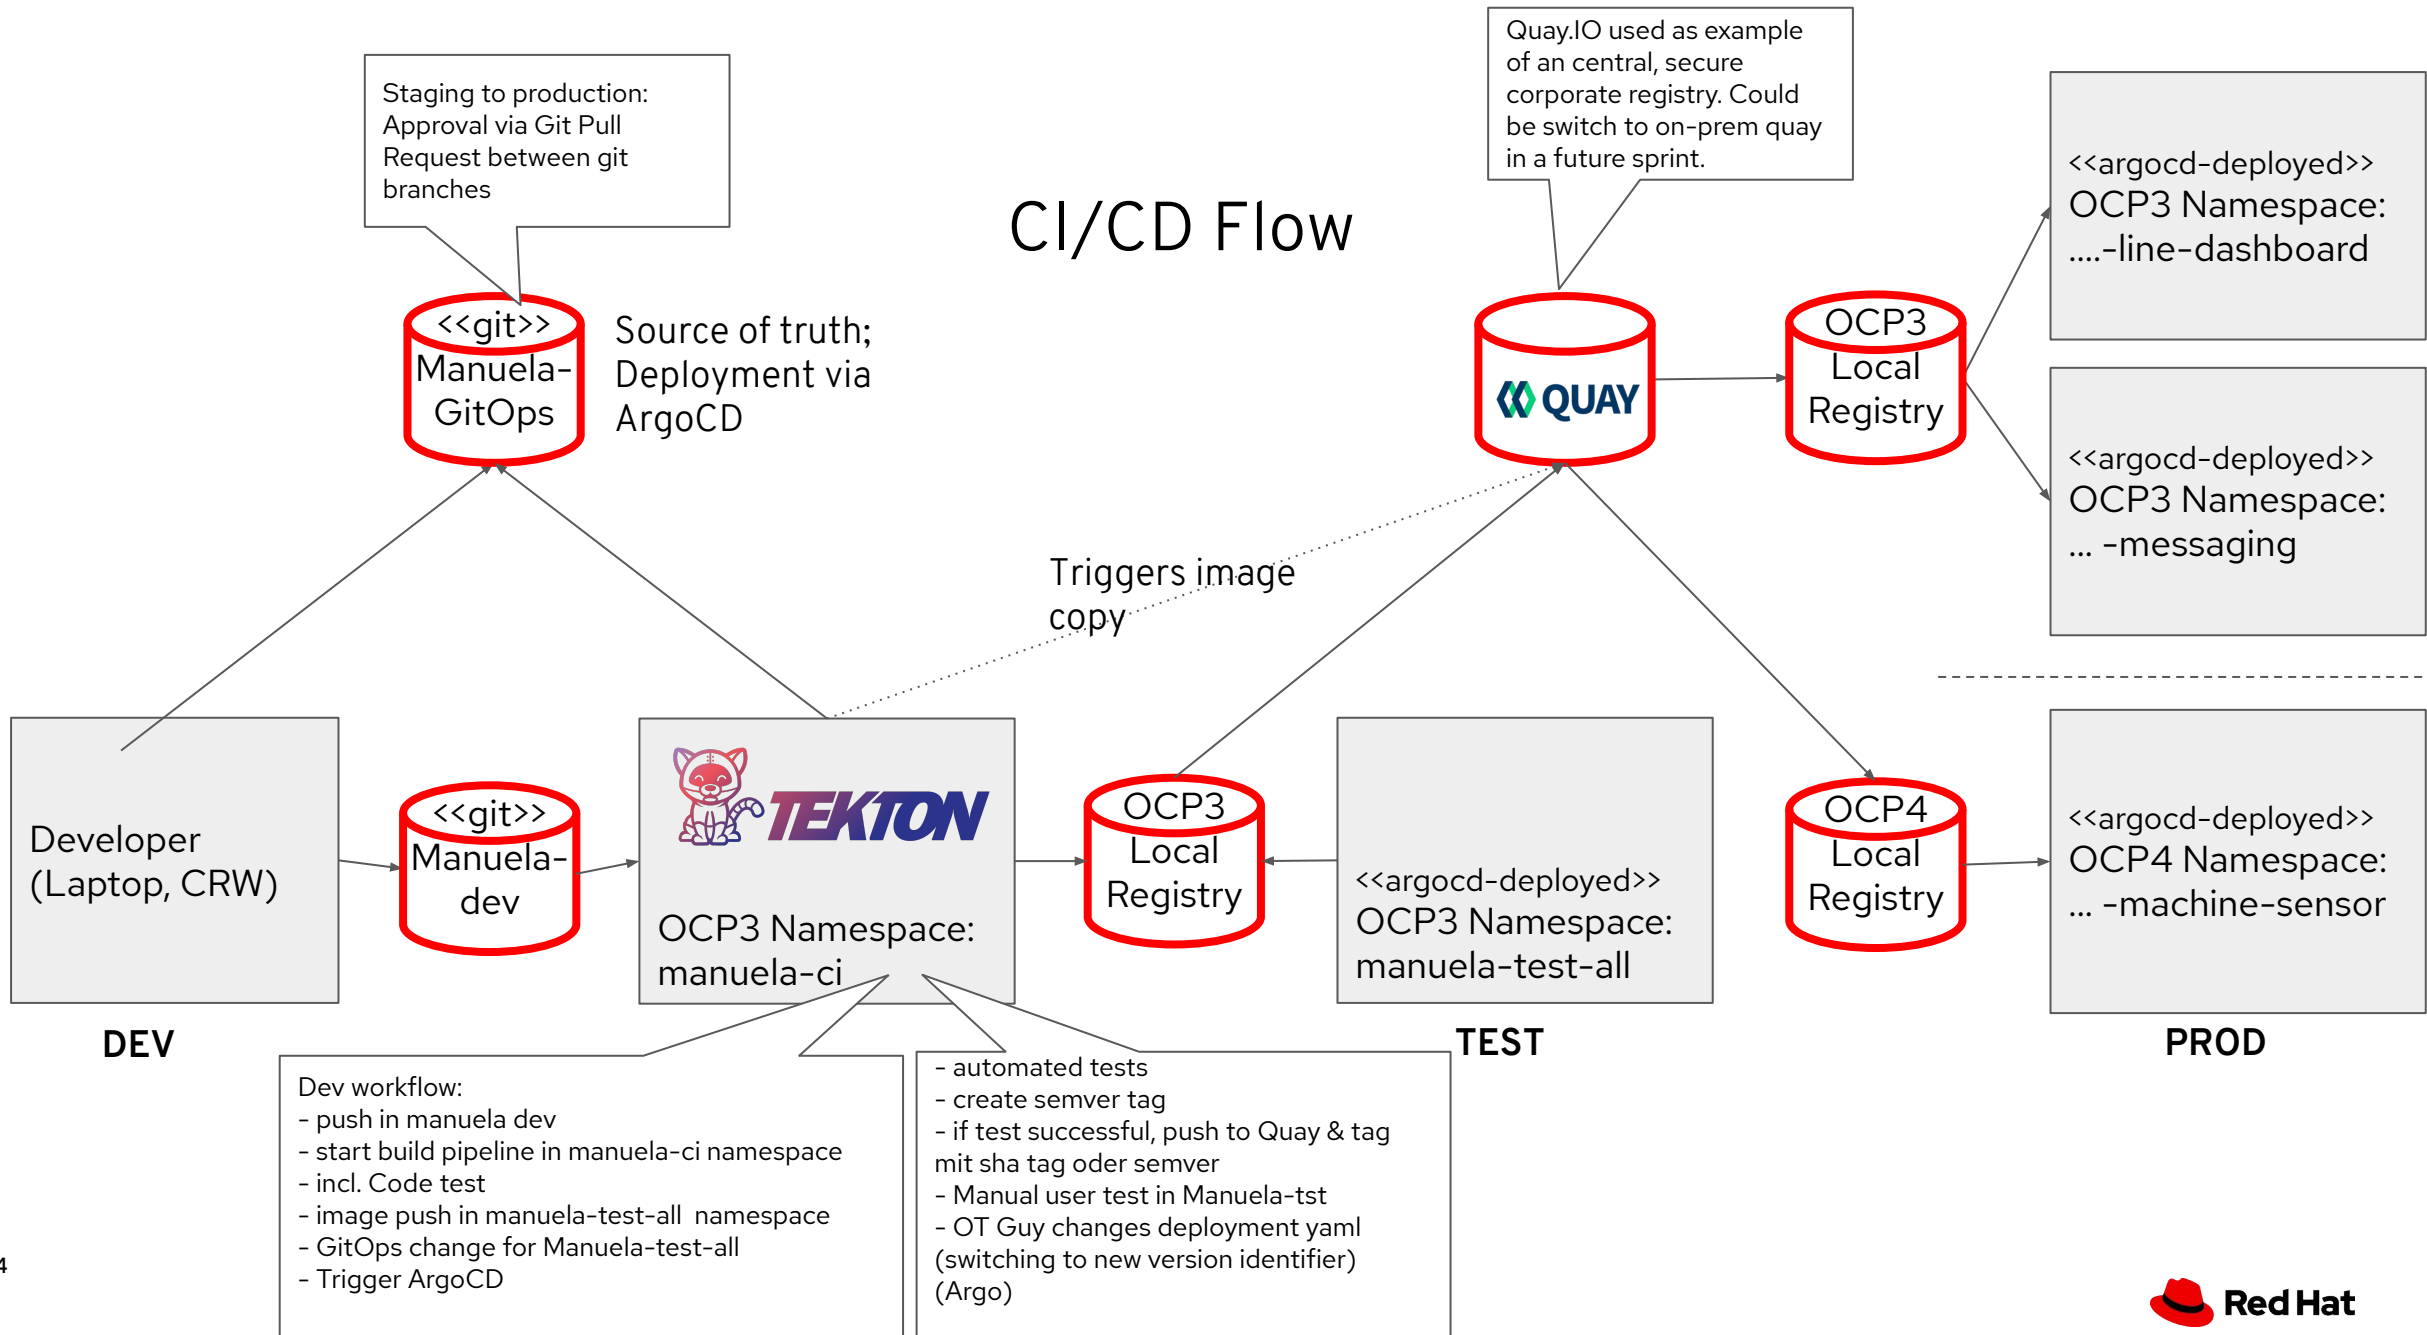 Quay.IO used as example
of an central, secure
corporate registry. Could
be switch to on-prem quay
in a future sprint.
Staging to production:
Approval via Git Pull
Request between git
branches
CI/CD Flow
<<argocd-deployed>>
OCP3 Namespace:
....-line-dashboard
<<git>>
Manuela-
GitOps
Source of truth;
Deployment via
ArgoCD
QUAY
OCP3
Local
Registry
<<argocd-deployed>>
OCP3 Namespace:
... -messaging
Triggers image
copy
Developer
(Laptop, CRW)
<<git>>
Manuela-
dev
TEKTON
OCP3 Namespace:
manuela-ci
OCP3
Local
Registry
<<argocd-deployed>>
OCP3 Namespace:
manuela-test-all
OCP4
Local
Registry
<<argocd-deployed>>
OCP4 Namespace:
... -machine-sensor
DEV
TEST
PROD
Dev workflow:
- push in manuela dev
- start build pipeline in manuela-ci namespace
- incl. Code test
- image push in manuela-test-all  namespace
- GitOps change for Manuela-test-all
- Trigger ArgoCD
- automated tests
- create semver tag
- if test successful, push to Quay & tag
mit sha tag oder semver
- Manual user test in Manuela-tst
- OT Guy changes deployment yaml
(switching to new version identifier)
(Argo)
4
Red Hat